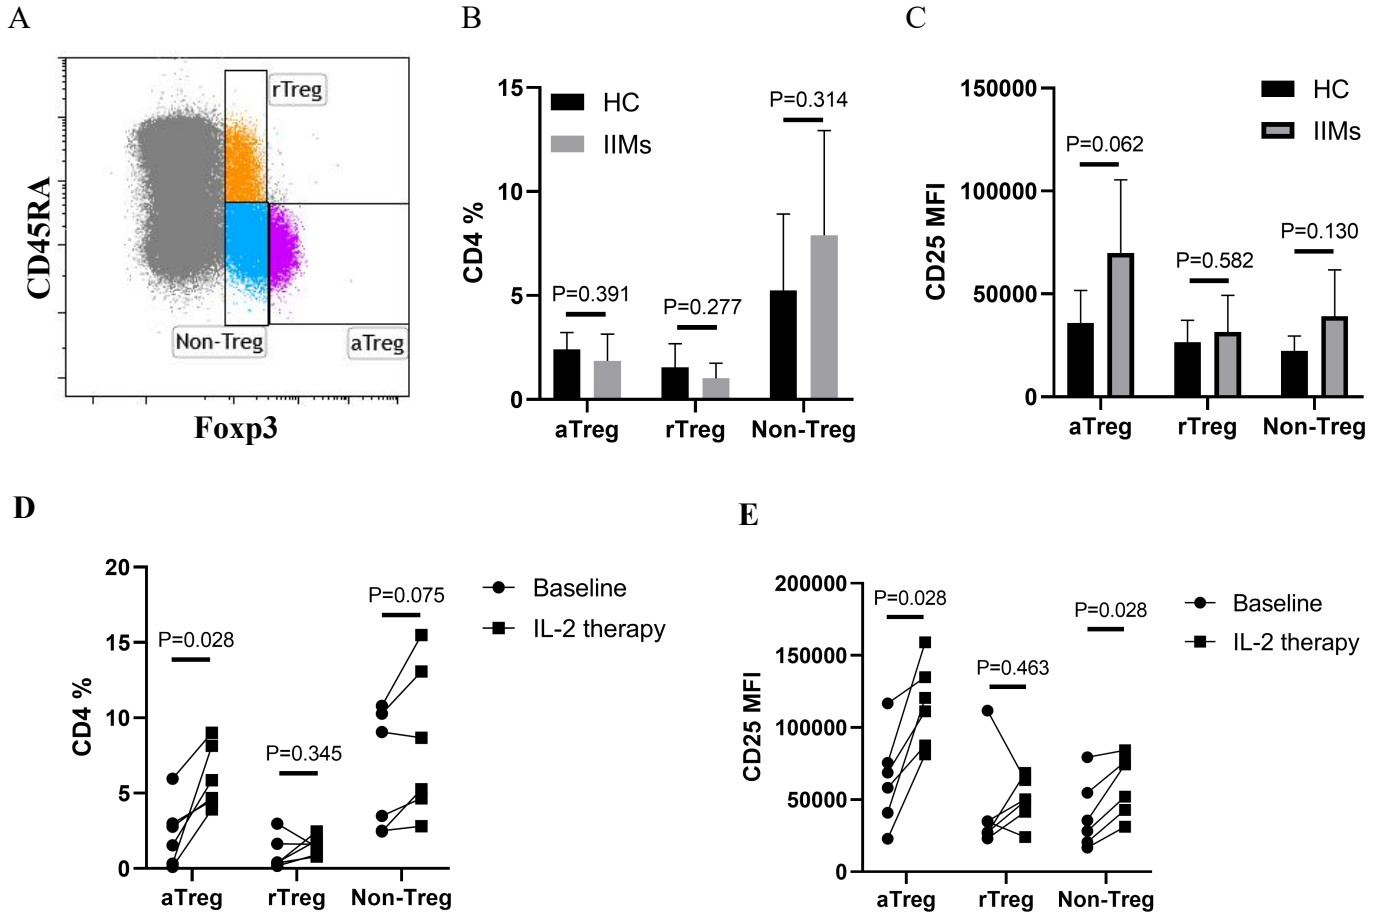 A
CD45RA
rTreg
Non-Treg
aTreg
Foxp3
B
CD4 %
15
10
5
0
HC
IIMs
P=0.391
P=0.277
P=0.314
aTreg
rTreg
Non-Treg
C
CD25 MFI
150000
100000
50000
0
HC
IIMs
P=0.062
P=0.582
P=0.130
aTreg
rTreg
Non-Treg
D
CD4 %
20
15
10
5
0
P=0.028
P=0.345
P=0.075
Baseline
IL-2 therapy
aTreg
rTreg
Non-Treg
E
CD25 MFI
200000
150000
100000
50000
0
P=0.028
P=0.463
P=0.028
Baseline
IL-2 therapy
aTreg
rTreg
Non-Treg